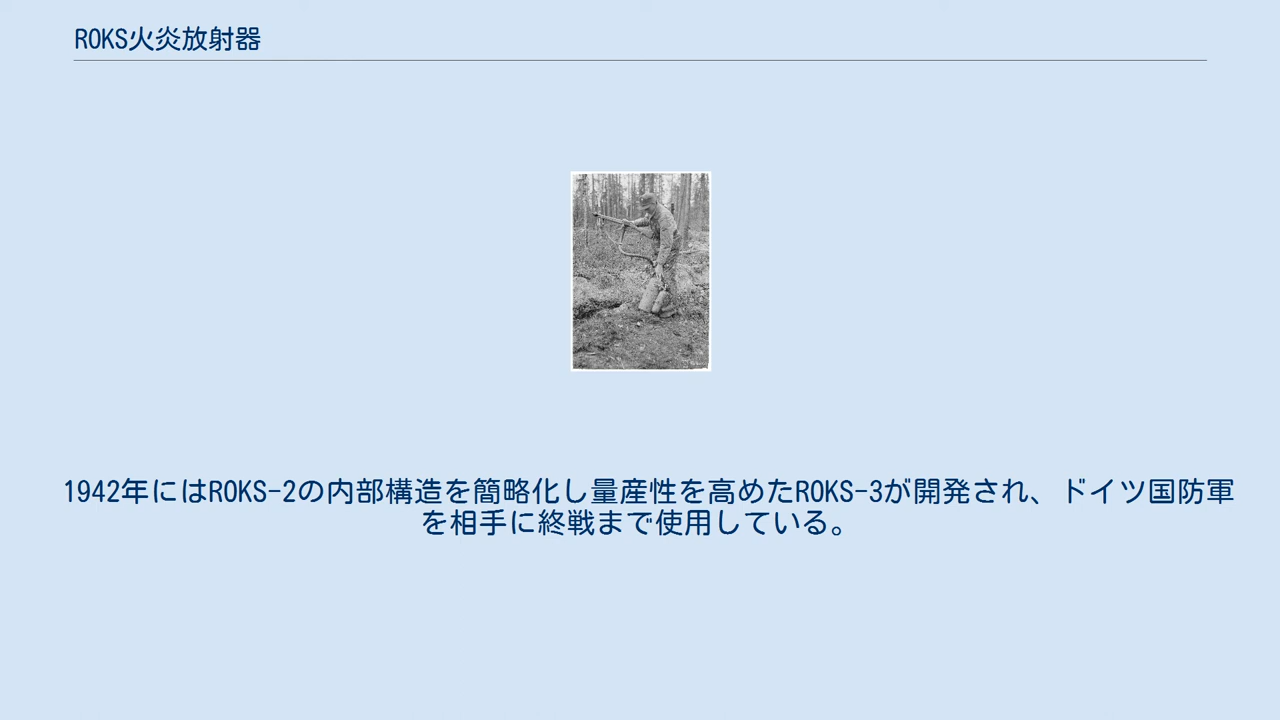 ROKS火炎放射器
1942年にはROKS-2の内部構造を簡略化し量産性を高めたROKS-3が開発され、ドイツ国防軍
を相手に終戦まで使用している。